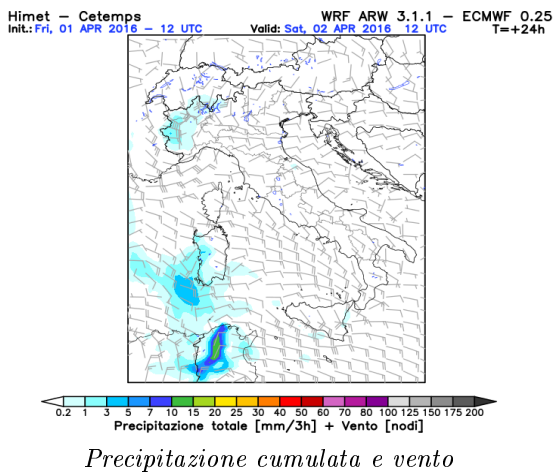 Himet – Cetemps WRF ARW 3.1.1 – ECMWF 0.25
Init.: Fri, 01 APR 2016 – 12 UTC Valid: Sat, 02 APR 2016 12 UTC T=+24h
0.2 1 3 5 7 10 15 20 25 30 40 50 60 70 80 100 125 150 175 200
Precipitazione totale [mm/3h] + Vento [nodi]
Precipitazione cumulata e vento